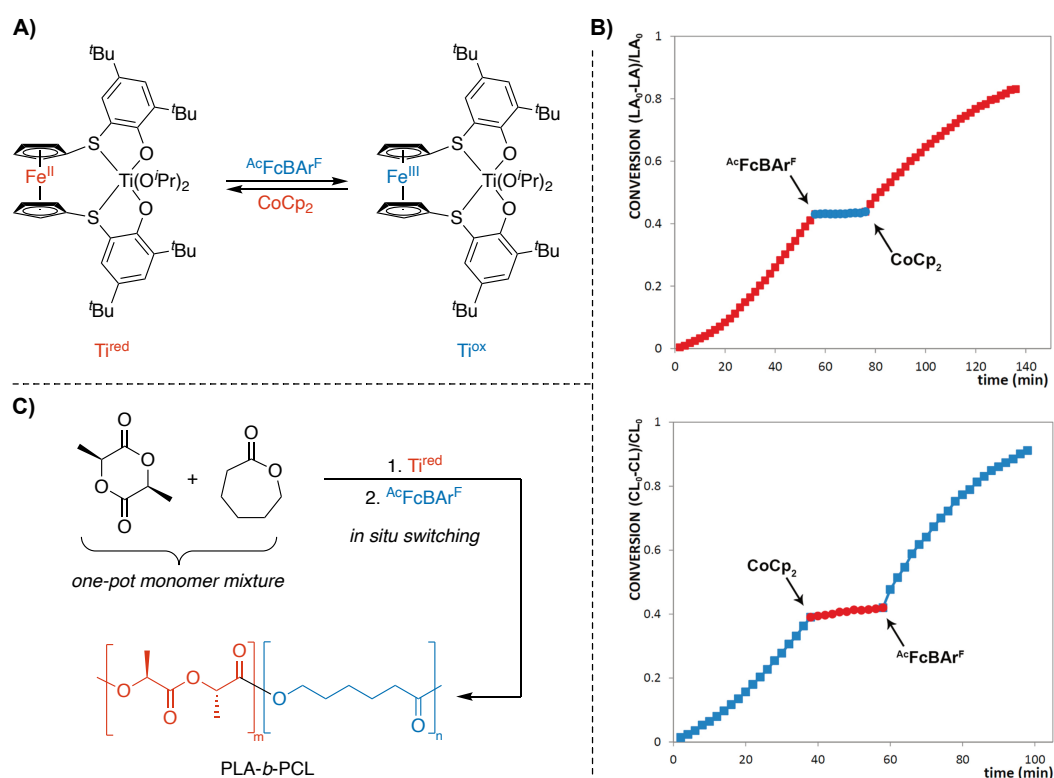 A)
tBu
tBu
S
O
FeII
Ti(OiPr)2
S
O
tBu
tBu
Tired
AcFcBArF
CoCp2
tBu
tBu
S
O
FeIII
Ti(OiPr)2
S
O
tBu
tBu
Tiox
B)
CONVERSION (LA0-LA)/LA0
1
0.8
0.6
0.4
0.2
0
0 20 40 60 80 100 120 140
time (min)
AcFcBArF
CoCp2
CONVERSION (CL0-CL)/CL0
1
0.8
0.6
0.4
0.2
0
0 20 40 60 80 100
time (min)
CoCp2
AcFcBArF
C)
O
O
O
O
+
O
O
1. Tired
2. AcFcBArF
in situ switching
one-pot monomer mixture
O
O
O
O
m
O
O
n
PLA-b-PCL